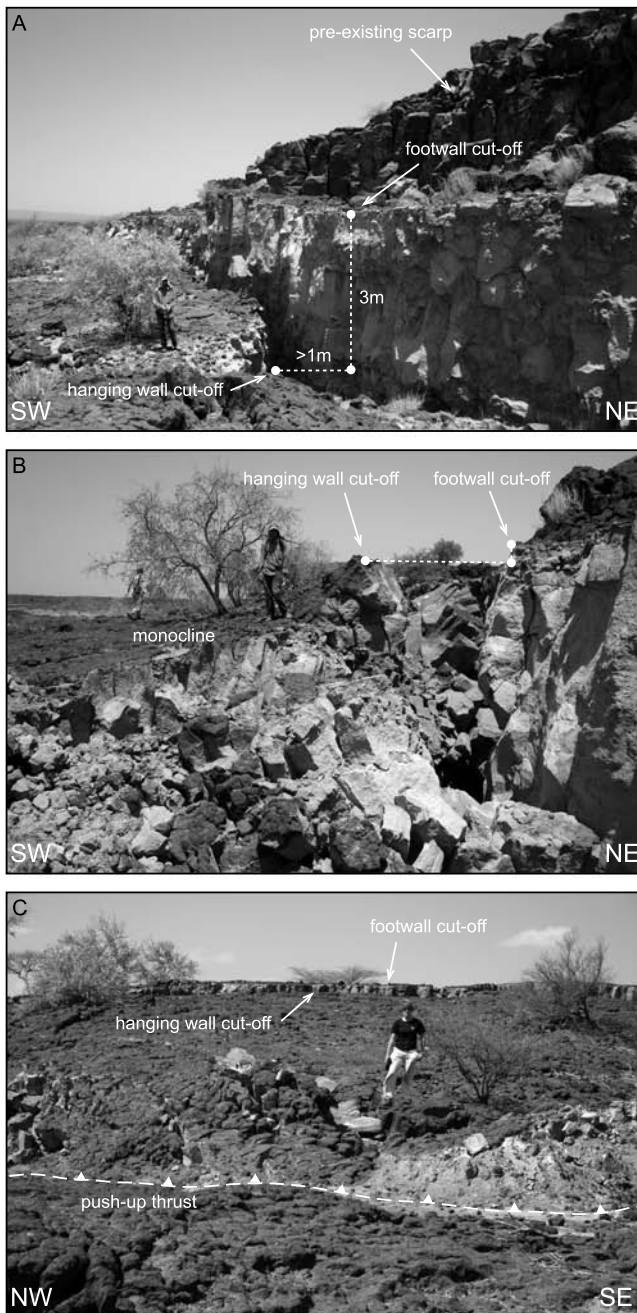 A
pre-existing scarp
footwall cut-off
3m
>1m
hanging wall cut-off
SW
NE
B
hanging wall cut-off
footwall cut-off
monocline
SW
NE
C
footwall cut-off
hanging wall cut-off
push-up thrust
NW
SE